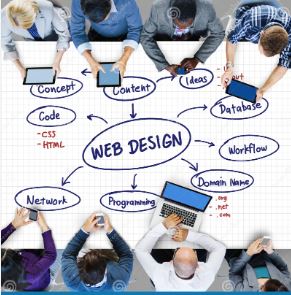 Concept
Content
Ideas
Code
- CSS
- HTML
Database
WEB DESIGN
Workflow
Domain Name
- .org
- .net
- .com
Network
Programming